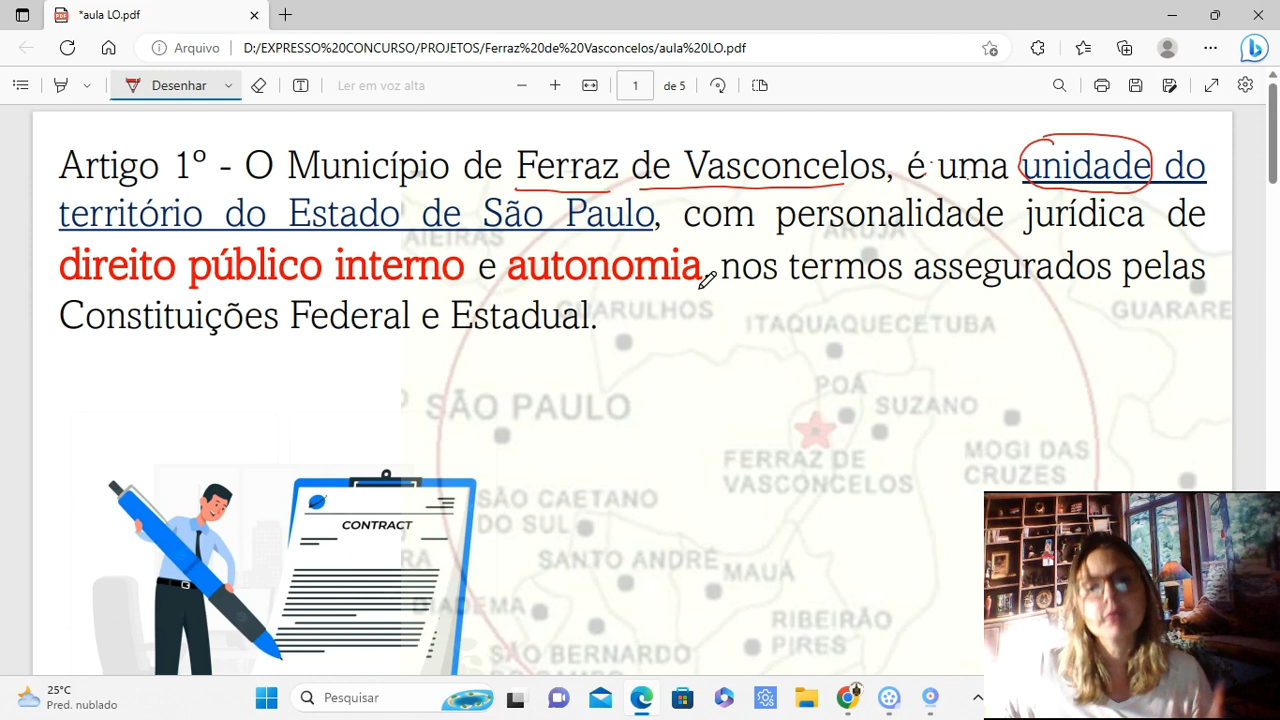 *aula LO.pdf
Arquivo
D:/EXPRESSO%20CONCURSO/PROJETOS/Ferraz%20de%20Vasconcelos/aula%20LO.pdf
Desenhar
Ler em voz alta
1
de 5
Artigo 1º - O Município de Ferraz de Vasconcelos, é uma unidade do
território do Estado de São Paulo, com personalidade jurídica de
direito público interno e autonomia, nos termos assegurados pelas
Constituições Federal e Estadual.
AIEIRAS
ARUJÁ
GUARULHOS
GUARARE
ITAQUAQUECETUBA
POÁ
SÃO PAULO
SUZANO
MOGI DAS
CRUZES
FERRAZ DE
VASCONCELOS
SÃO CAETANO
DO SUL
CONTRACT
RA
SANTO ANDRÉ
MAUÁ
DIADEMA
RIBEIRÃO
PIRES
SÃO BERNARDO
25°C
Pred. nublado
Pesquisar